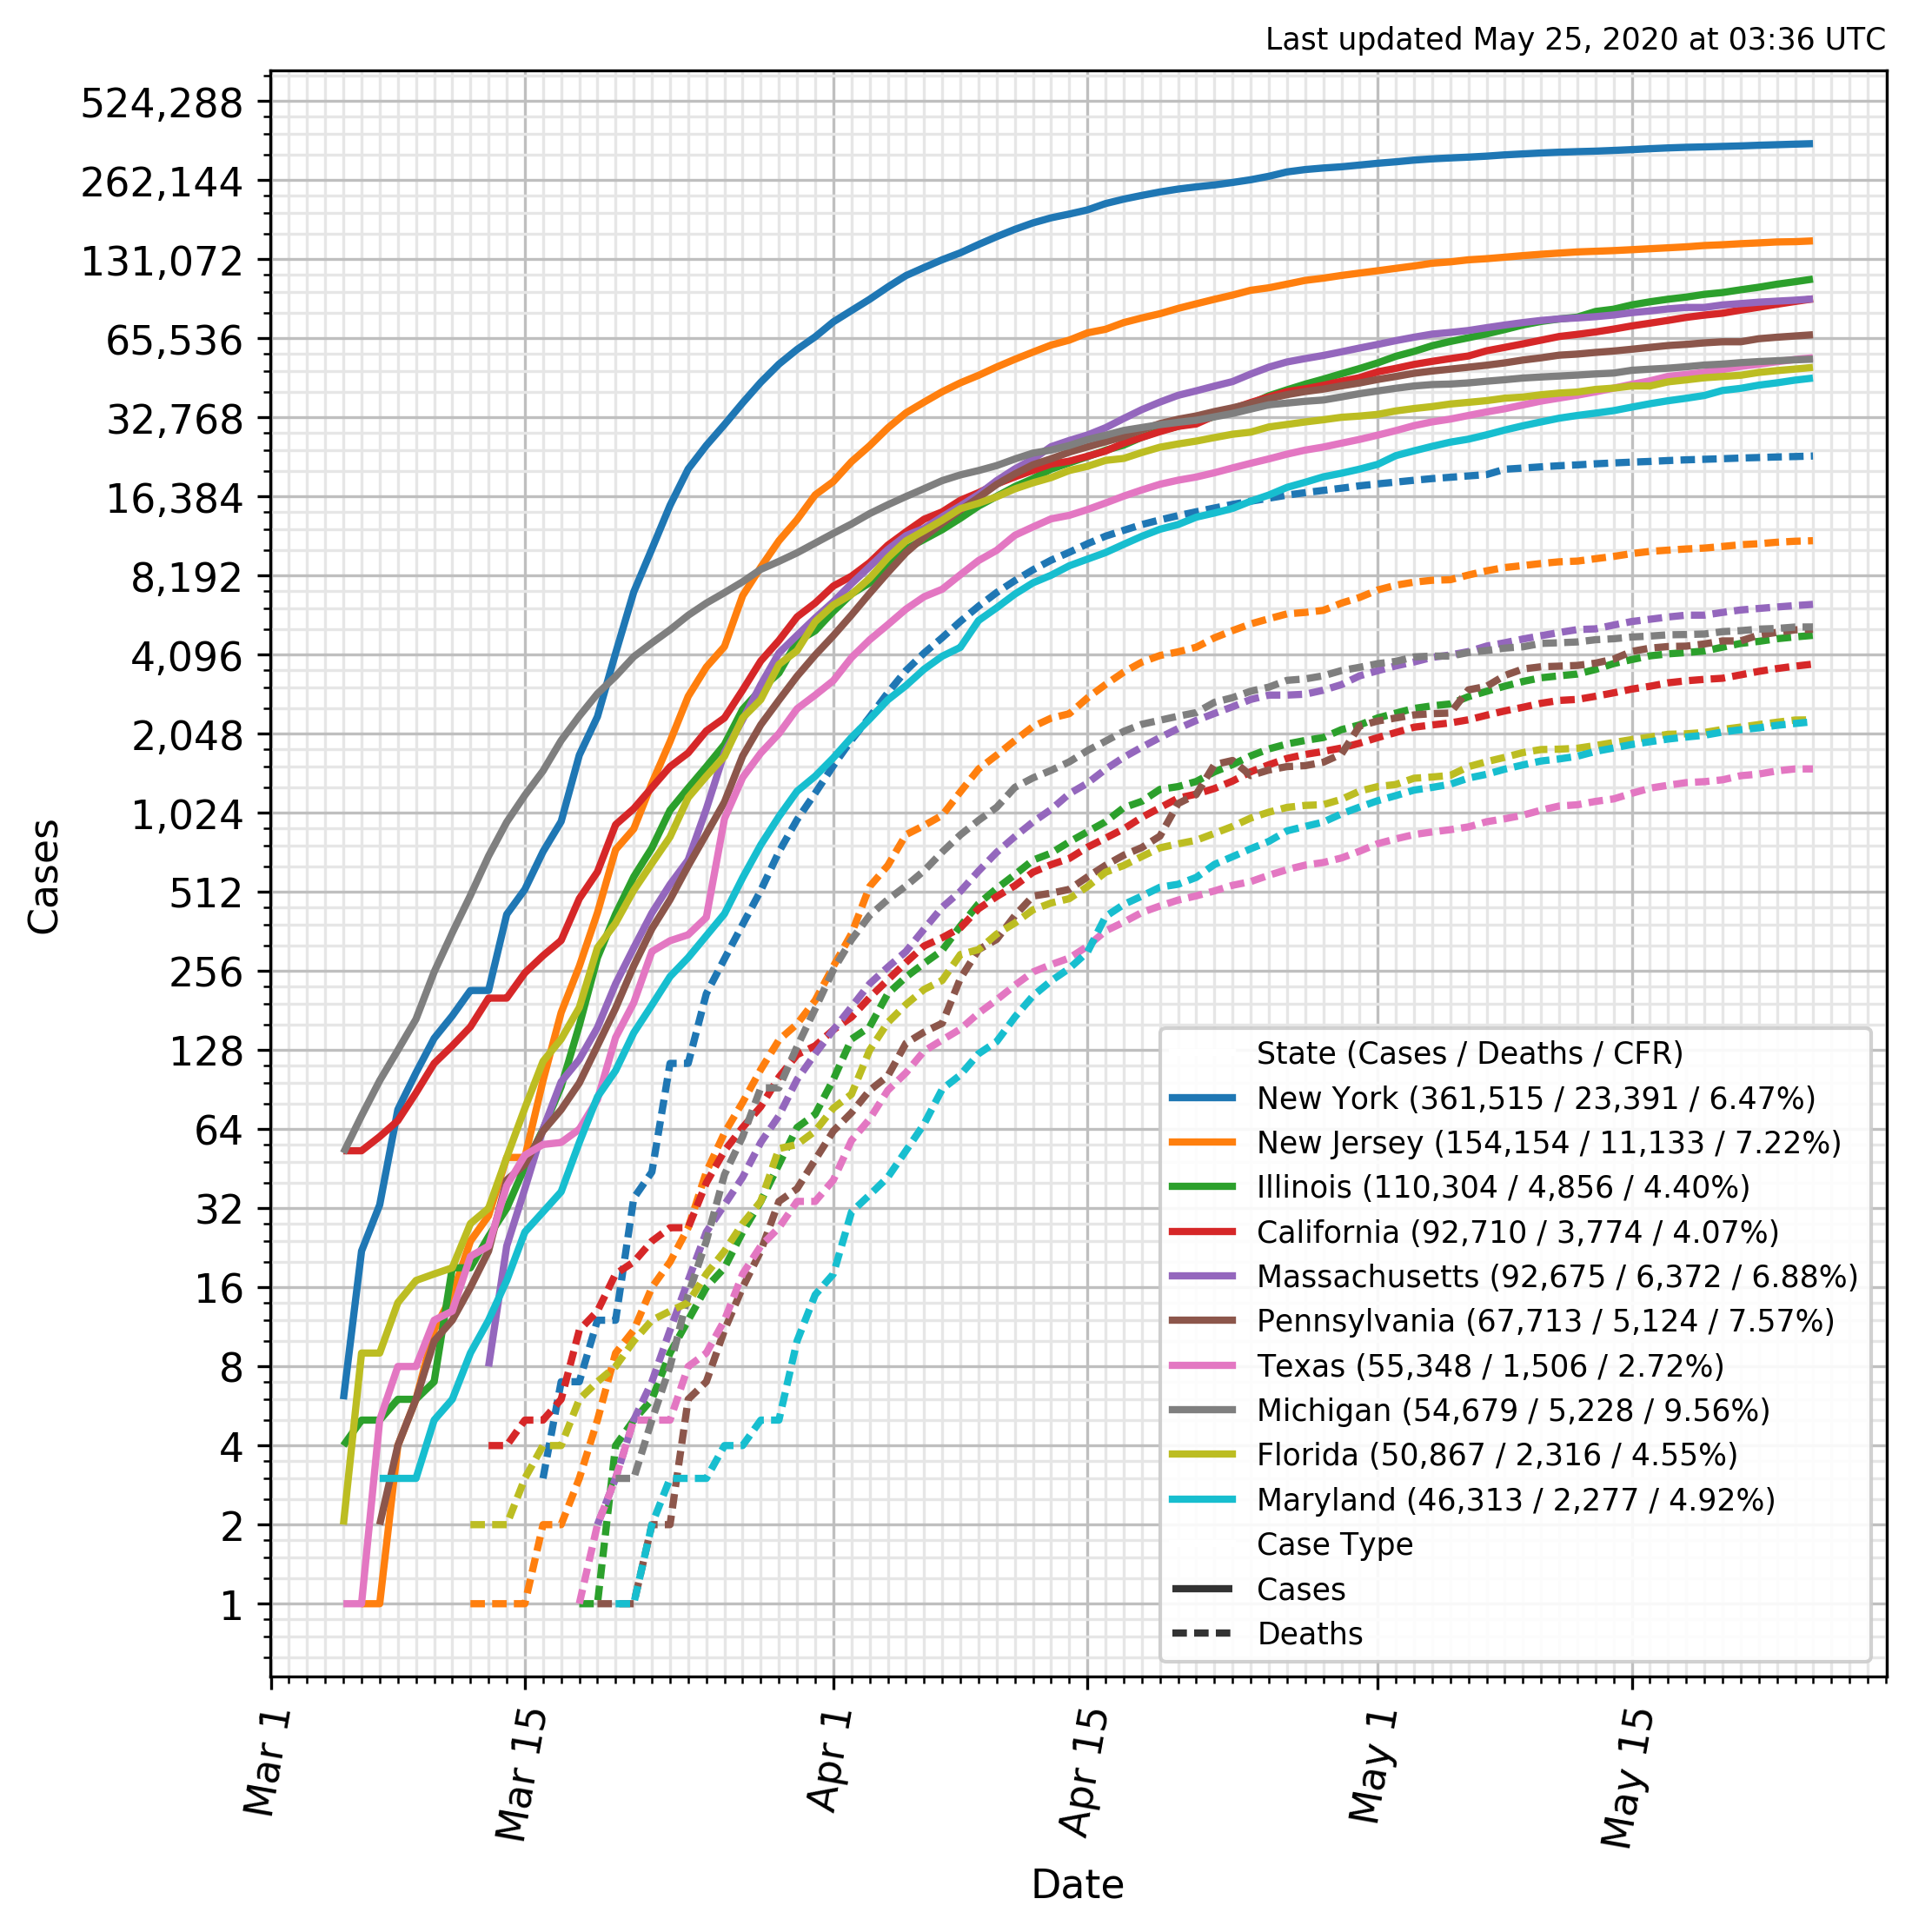 Last updated May 25, 2020 at 03:36 UTC
524,288
262,144
131,072
65,536
32,768
16,384
8,192
4,096
2,048
1,024
512
256
128
64
32
16
8
4
2
1
Cases
State (Cases / Deaths / CFR)
New York (361,515 / 23,391 / 6.47%)
New Jersey (154,154 / 11,133 / 7.22%)
Illinois (110,304 / 4,856 / 4.40%)
California (92,710 / 3,774 / 4.07%)
Massachusetts (92,675 / 6,372 / 6.88%)
Pennsylvania (67,713 / 5,124 / 7.57%)
Texas (55,348 / 1,506 / 2.72%)
Michigan (54,679 / 5,228 / 9.56%)
Florida (50,867 / 2,316 / 4.55%)
Maryland (46,313 / 2,277 / 4.92%)
Case Type
Cases
Deaths
Mar 1
Mar 15
Apr 1
Apr 15
May 1
May 15
Date